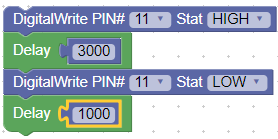 DigitalWrite PIN# 11 Stat HIGH
Delay 3000
DigitalWrite PIN# 11 Stat LOW
Delay 1000